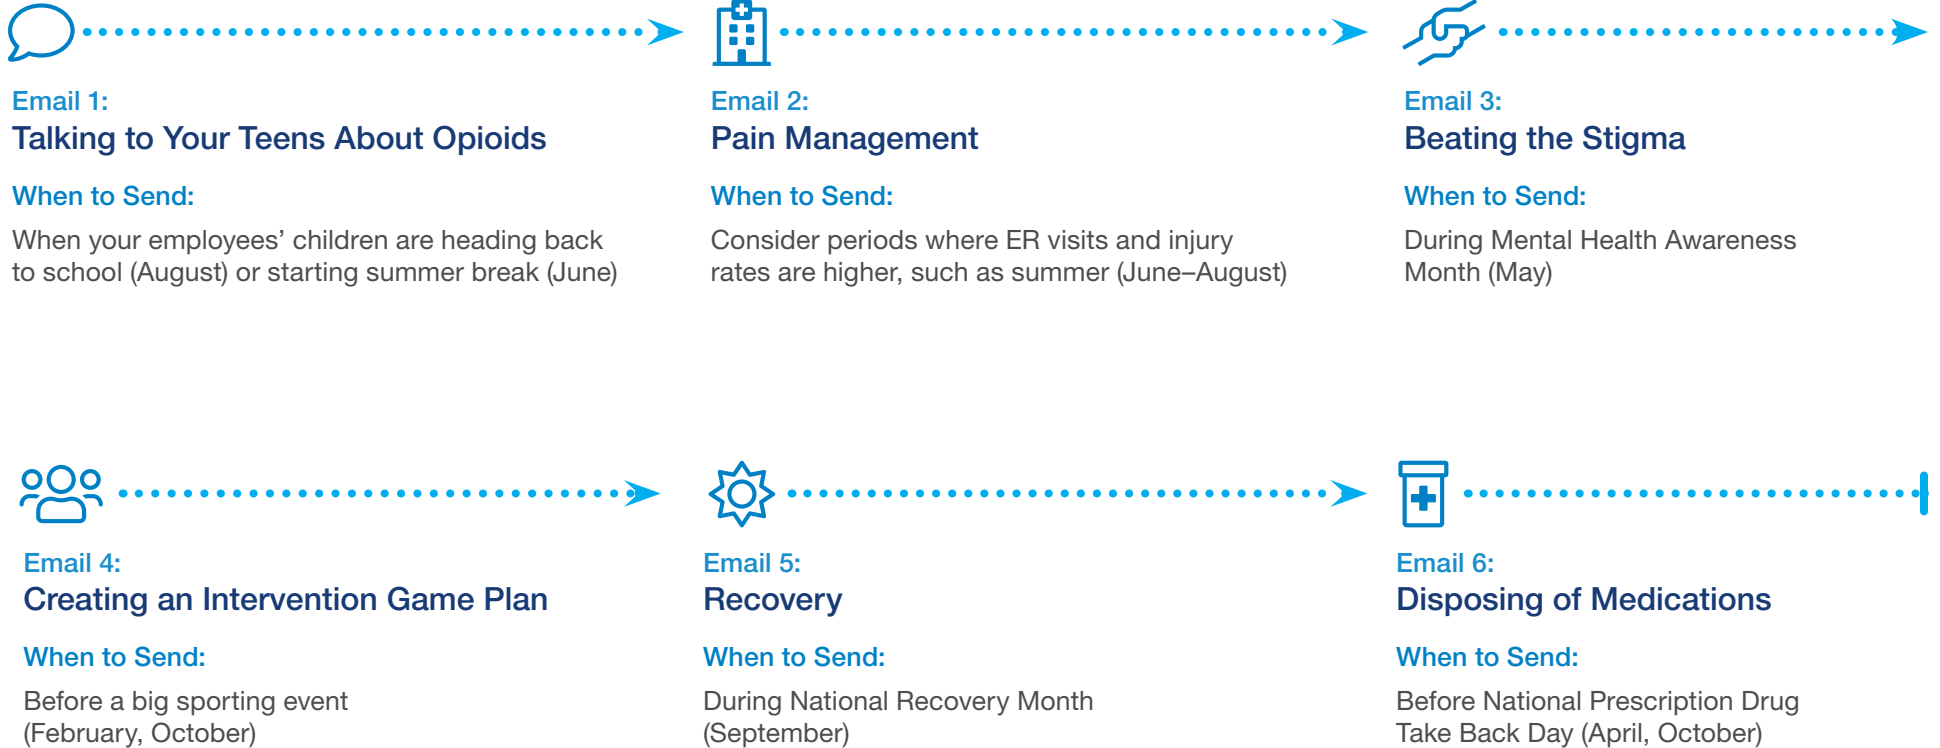 Email 1:
Talking to Your Teens About Opioids
When to Send:
When your employees’ children are heading back
to school (August) or starting summer break (June)
Email 2:
Pain Management
When to Send:
Consider periods where ER visits and injury
rates are higher, such as summer (June–August)
Email 3:
Beating the Stigma
When to Send:
During Mental Health Awareness
Month (May)
Email 4:
Creating an Intervention Game Plan
When to Send:
Before a big sporting event
(February, October)
Email 5:
Recovery
When to Send:
During National Recovery Month
(September)
Email 6:
Disposing of Medications
When to Send:
Before National Prescription Drug
Take Back Day (April, October)